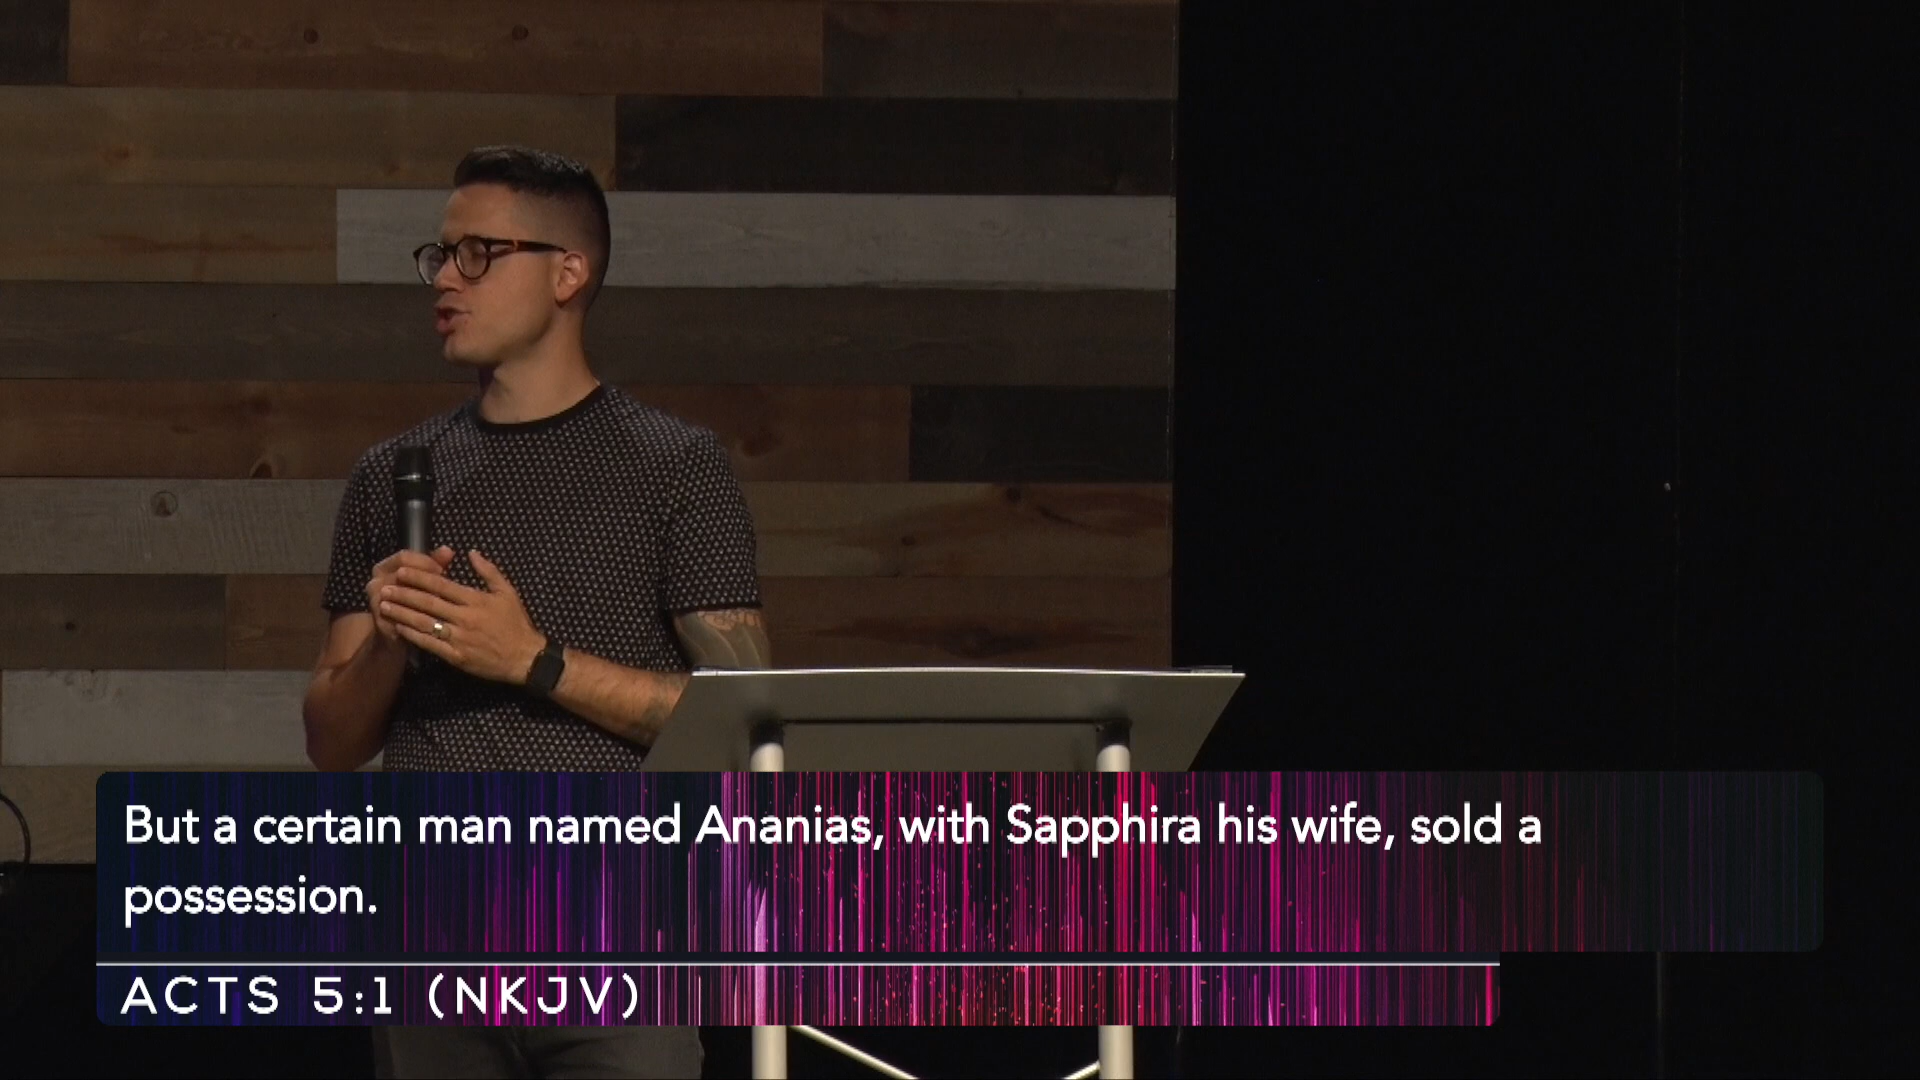 But a certain man named Ananias, with Sapphira his wife, sold a
possession.
ACTS 5:1 (NKJV)